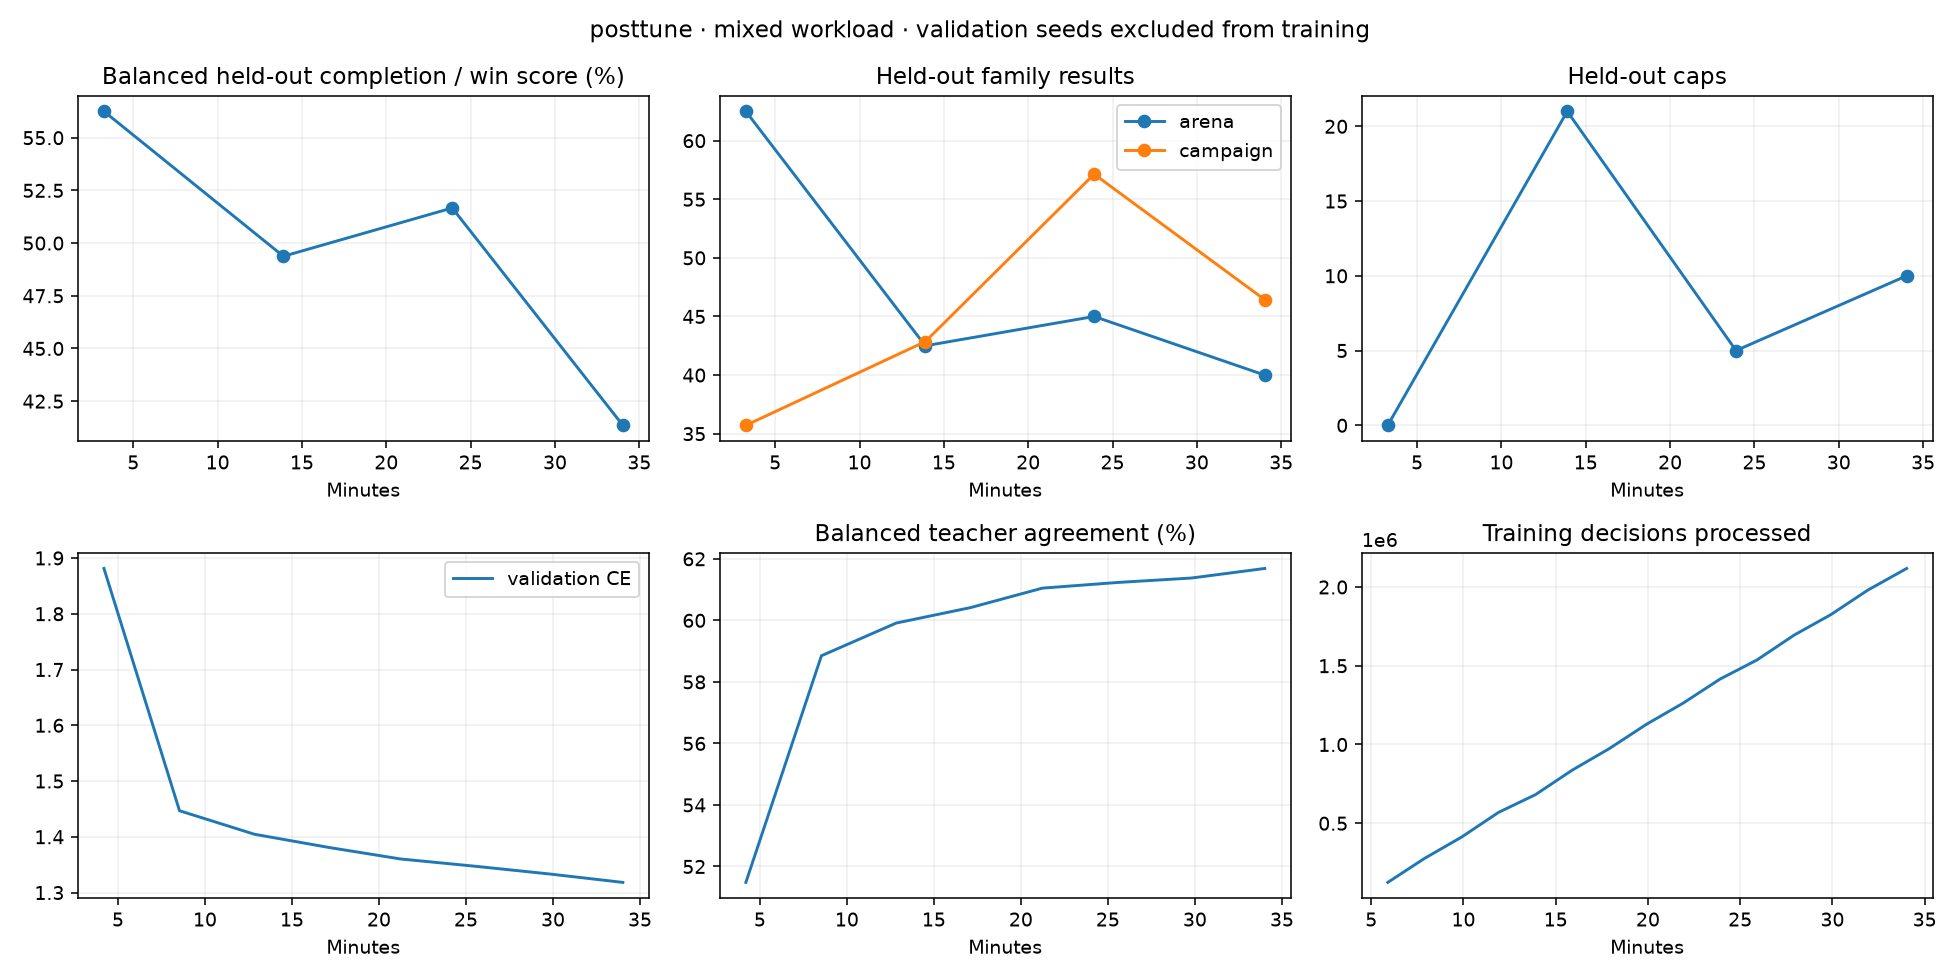 posttune · mixed workload · validation seeds excluded from training
Balanced held-out completion / win score (%)
55.0
52.5
50.0
47.5
45.0
42.5
5 10 15 20 25 30 35
Minutes
Held-out family results
arena
campaign
60
55
50
45
40
35
5 10 15 20 25 30 35
Minutes
Held-out caps
20
15
10
5
0
5 10 15 20 25 30 35
Minutes
validation CE
1.9
1.8
1.7
1.6
1.5
1.4
1.3
5 10 15 20 25 30 35
Minutes
Balanced teacher agreement (%)
62
60
58
56
54
52
5 10 15 20 25 30 35
Minutes
Training decisions processed
1e6
2.0
1.5
1.0
0.5
5 10 15 20 25 30 35
Minutes